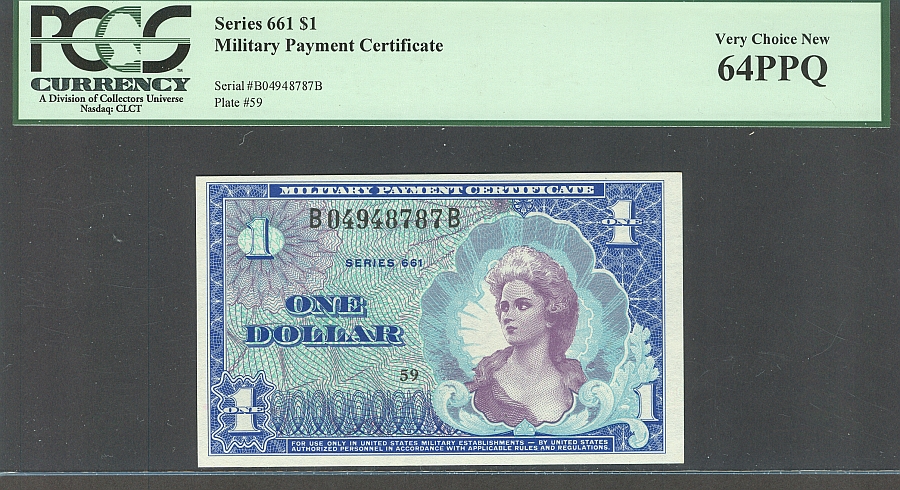 PCGS
CURRENCY
A Division of Collectors Universe
Nasdaq: CLCT
Series 661 $1
Military Payment Certificate
Serial #B04948787B
Plate #59
Very Choice New
64PPQ
MILITARY PAYMENT CERTIFICATE
B04948787B
1
1
ONE
SERIES 661
ONE
DOLLAR
59
1
ONE
1
FOR USE ONLY IN UNITED STATES MILITARY ESTABLISHMENTS — BY UNITED STATES
AUTHORIZED PERSONNEL IN ACCORDANCE WITH APPLICABLE RULES AND REGULATIONS.